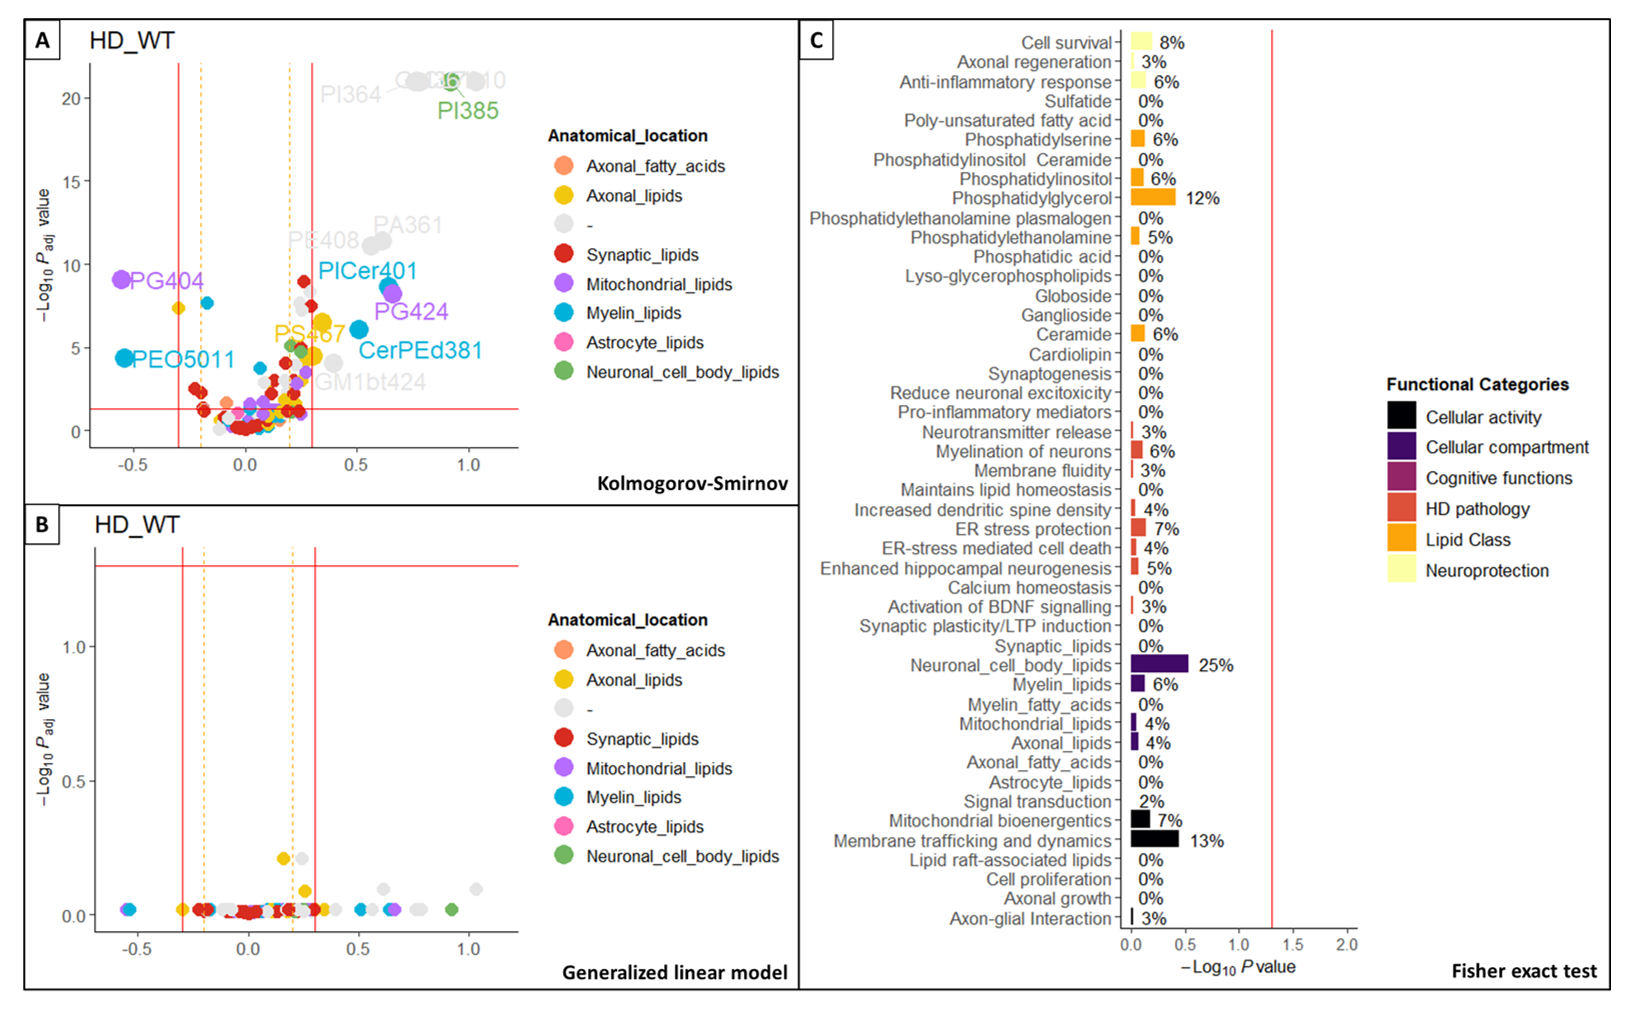 A
HD_WT
−Log10 Padj value
20
15
10
5
0
-0.5
0.0
0.5
1.0
PI364
PI385
PA361
PE408
PICer401
PG404
PG424
PS467
CerPEd381
PEO5011
GM1bt424
Kolmogorov-Smirnov
Anatomical_location
Axonal_fatty_acids
Axonal_lipids
-
Synaptic_lipids
Mitochondrial_lipids
Myelin_lipids
Astrocyte_lipids
Neuronal_cell_body_lipids
B
HD_WT
−Log10 Padj value
1.0
0.5
0.0
-0.5
0.0
0.5
1.0
Generalized linear model
Anatomical_location
Axonal_fatty_acids
Axonal_lipids
-
Synaptic_lipids
Mitochondrial_lipids
Myelin_lipids
Astrocyte_lipids
Neuronal_cell_body_lipids
C
Cell survival 8%
Axonal regeneration 3%
Anti-inflammatory response 6%
Sulfatide 0%
Poly-unsaturated fatty acid 0%
Phosphatidylserine 6%
Phosphatidylinositol Ceramide 0%
Phosphatidylinositol 6%
Phosphatidylglycerol 12%
Phosphatidylethanolamine plasmalogen 0%
Phosphatidylethanolamine 5%
Phosphatidic acid 0%
Lyso-glycerophospholipids 0%
Globoside 0%
Ganglioside 0%
Ceramide 6%
Cardiolipin 0%
Synaptogenesis 0%
Reduce neuronal excitoxicity 0%
Pro-inflammatory mediators 0%
Neurotransmitter release 3%
Myelination of neurons 6%
Membrane fluidity 3%
Maintains lipid homeostasis 0%
Increased dendritic spine density 4%
ER stress protection 7%
ER-stress mediated cell death 4%
Enhanced hippocampal neurogenesis 5%
Calcium homeostasis 0%
Activation of BDNF signalling 3%
Synaptic plasticity/LTP induction 0%
Synaptic_lipids 0%
Neuronal_cell_body_lipids 25%
Myelin_lipids 6%
Myelin_fatty_acids 0%
Mitochondrial_lipids 4%
Axonal_lipids 4%
Axonal_fatty_acids 0%
Astrocyte_lipids 0%
Signal transduction 2%
Mitochondrial bioenergentics 7%
Membrane trafficking and dynamics 13%
Lipid raft-associated lipids 0%
Cell proliferation 0%
Axonal growth 0%
Axon-glial Interaction 3%
0.0 0.5 1.0 1.5 2.0
−Log10 P value
Fisher exact test
Functional Categories
Cellular activity
Cellular compartment
Cognitive functions
HD pathology
Lipid Class
Neuroprotection